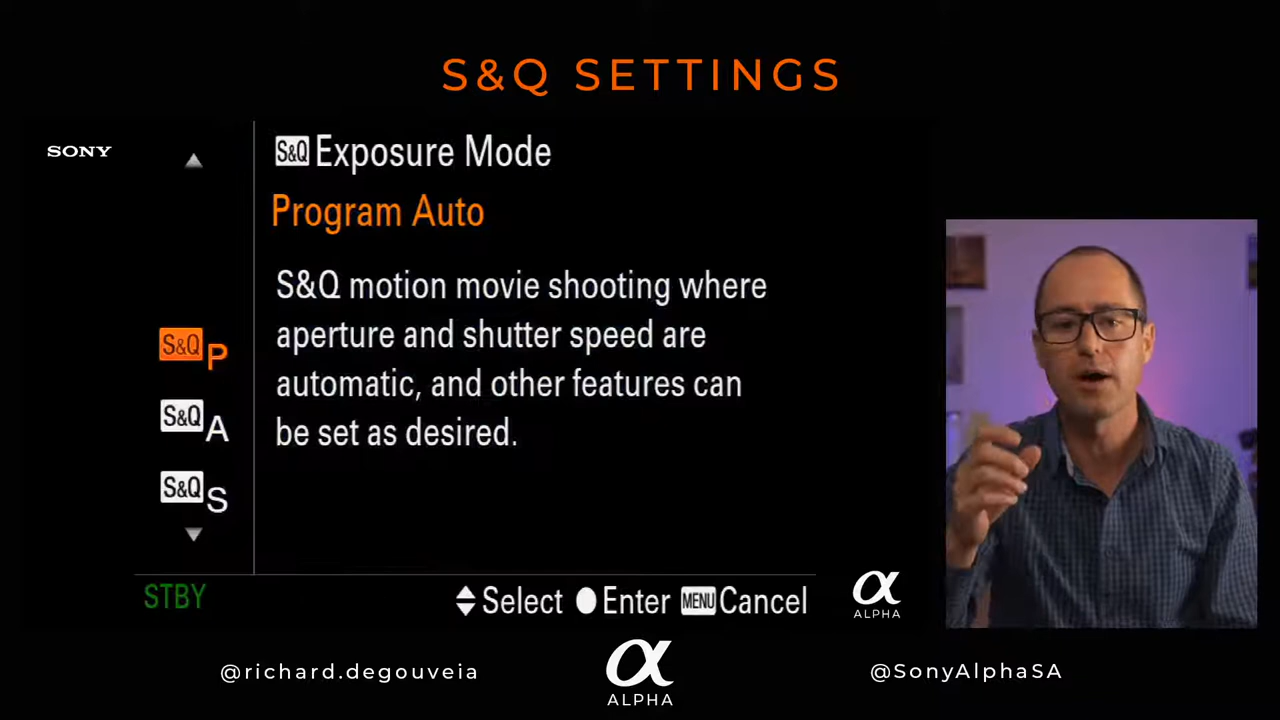 S&Q SETTINGS
SONY
S&Q Exposure Mode
Program Auto
S&Q motion movie shooting where
aperture and shutter speed are
automatic, and other features can
be set as desired.
S&Q P
S&Q A
S&Q S
STBY
Select Enter MENU Cancel
α
ALPHA
@richard.degouveia
α
ALPHA
@SonyAlphaSA